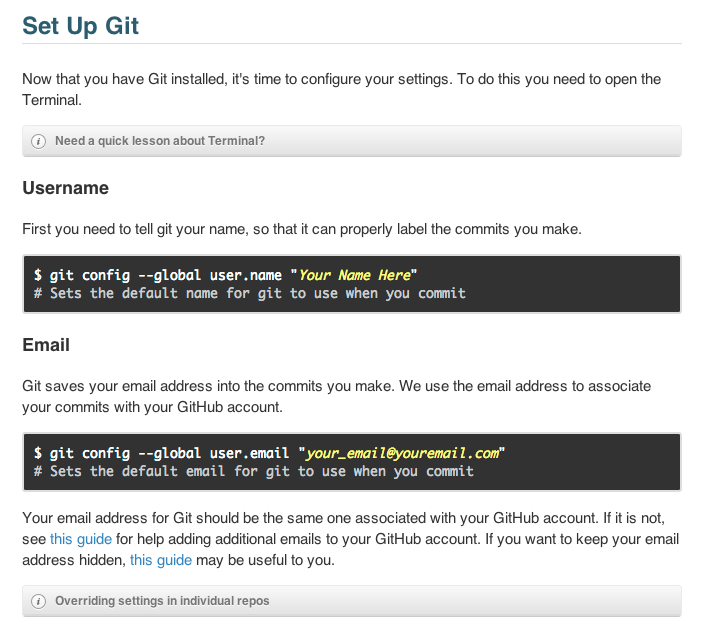 Set Up Git
Now that you have Git installed, it's time to configure your settings. To do this you need to open the
Terminal.
i Need a quick lesson about Terminal?
Username
First you need to tell git your name, so that it can properly label the commits you make.
$ git config --global user.name "Your Name Here"
# Sets the default name for git to use when you commit
Email
Git saves your email address into the commits you make. We use the email address to associate
your commits with your GitHub account.
$ git config --global user.email "your_email@youremail.com"
# Sets the default email for git to use when you commit
Your email address for Git should be the same one associated with your GitHub account. If it is not,
see this guide for help adding additional emails to your GitHub account. If you want to keep your email
address hidden, this guide may be useful to you.
i Overriding settings in individual repos